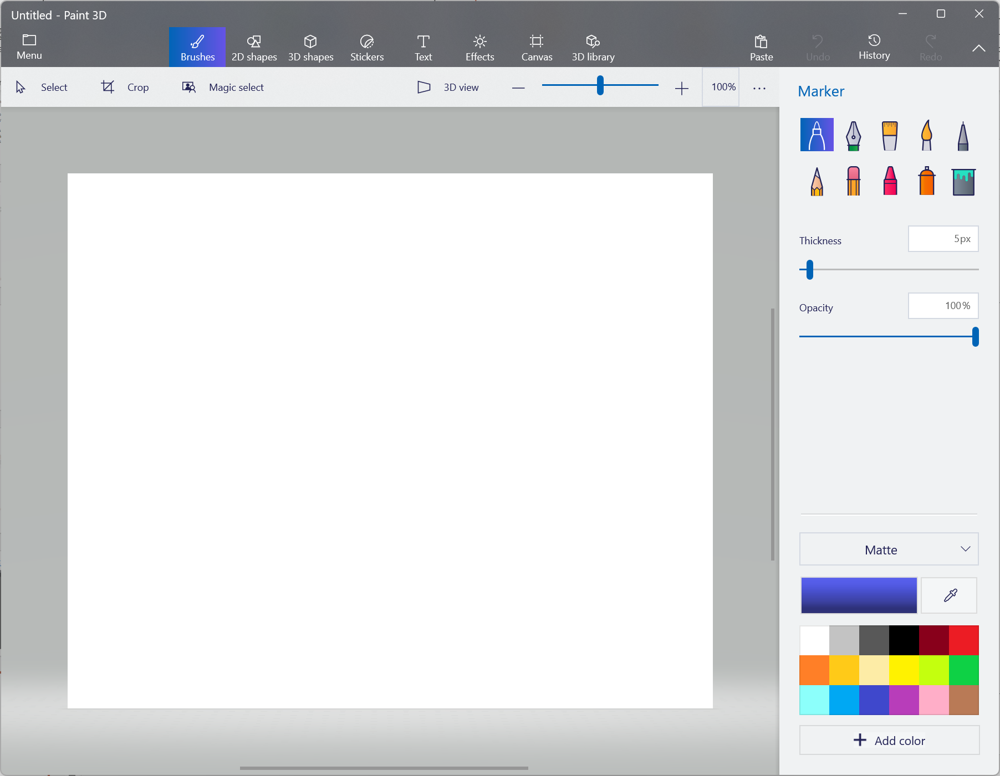 Untitled - Paint 3D
Menu
Brushes
2D shapes
3D shapes
Stickers
Text
Effects
Canvas
3D library
Paste
Undo
History
Redo
Select
Crop
Magic select
3D view
100%
Marker
Thickness
5px
Opacity
100%
Matte
Add color